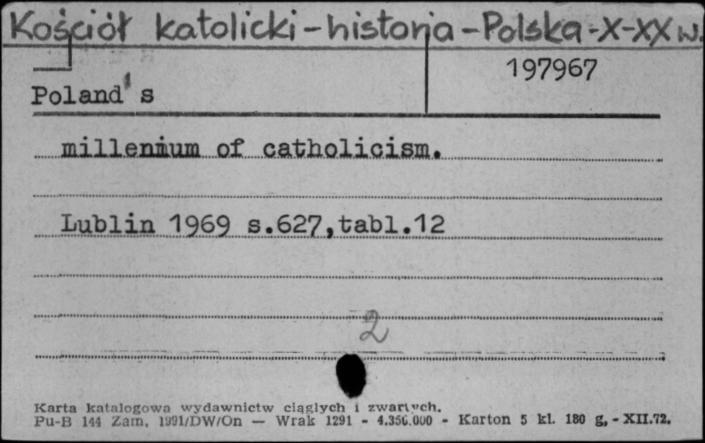 Kościół katolicki - historia - Polska - X-XX w.
197967
Poland's
millenium of catholicism.
Lublin 1969 s.627,tabl.12
2
Karta katalogowa wydawnictw ciągłych i zwartych.
Pu-B 144 Zam. 1991/DW/On — Wrak 1291 - 4.356.000 - Karton 5 kl. 180 g, - XII.72.